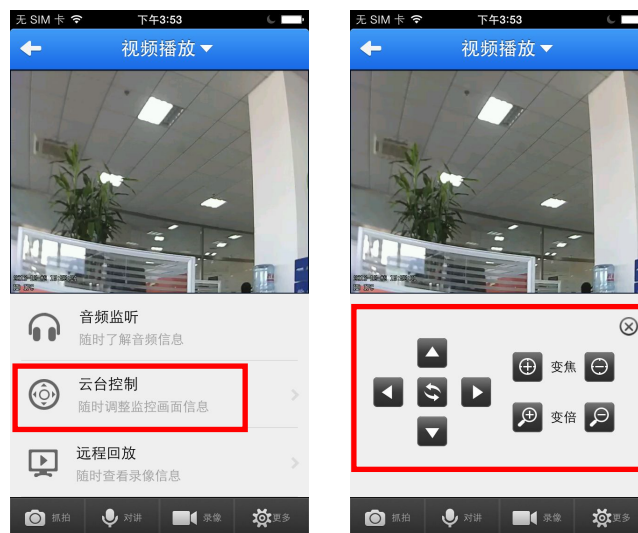 无 SIM 卡 下午3:53
视频播放
音频监听
随时了解音频信息
云台控制
随时调整监控画面信息
远程回放
随时查看录像信息
抓拍 对讲 录像 更多
无 SIM 卡 下午3:53
视频播放
变焦
变倍
抓拍 对讲 录像 更多